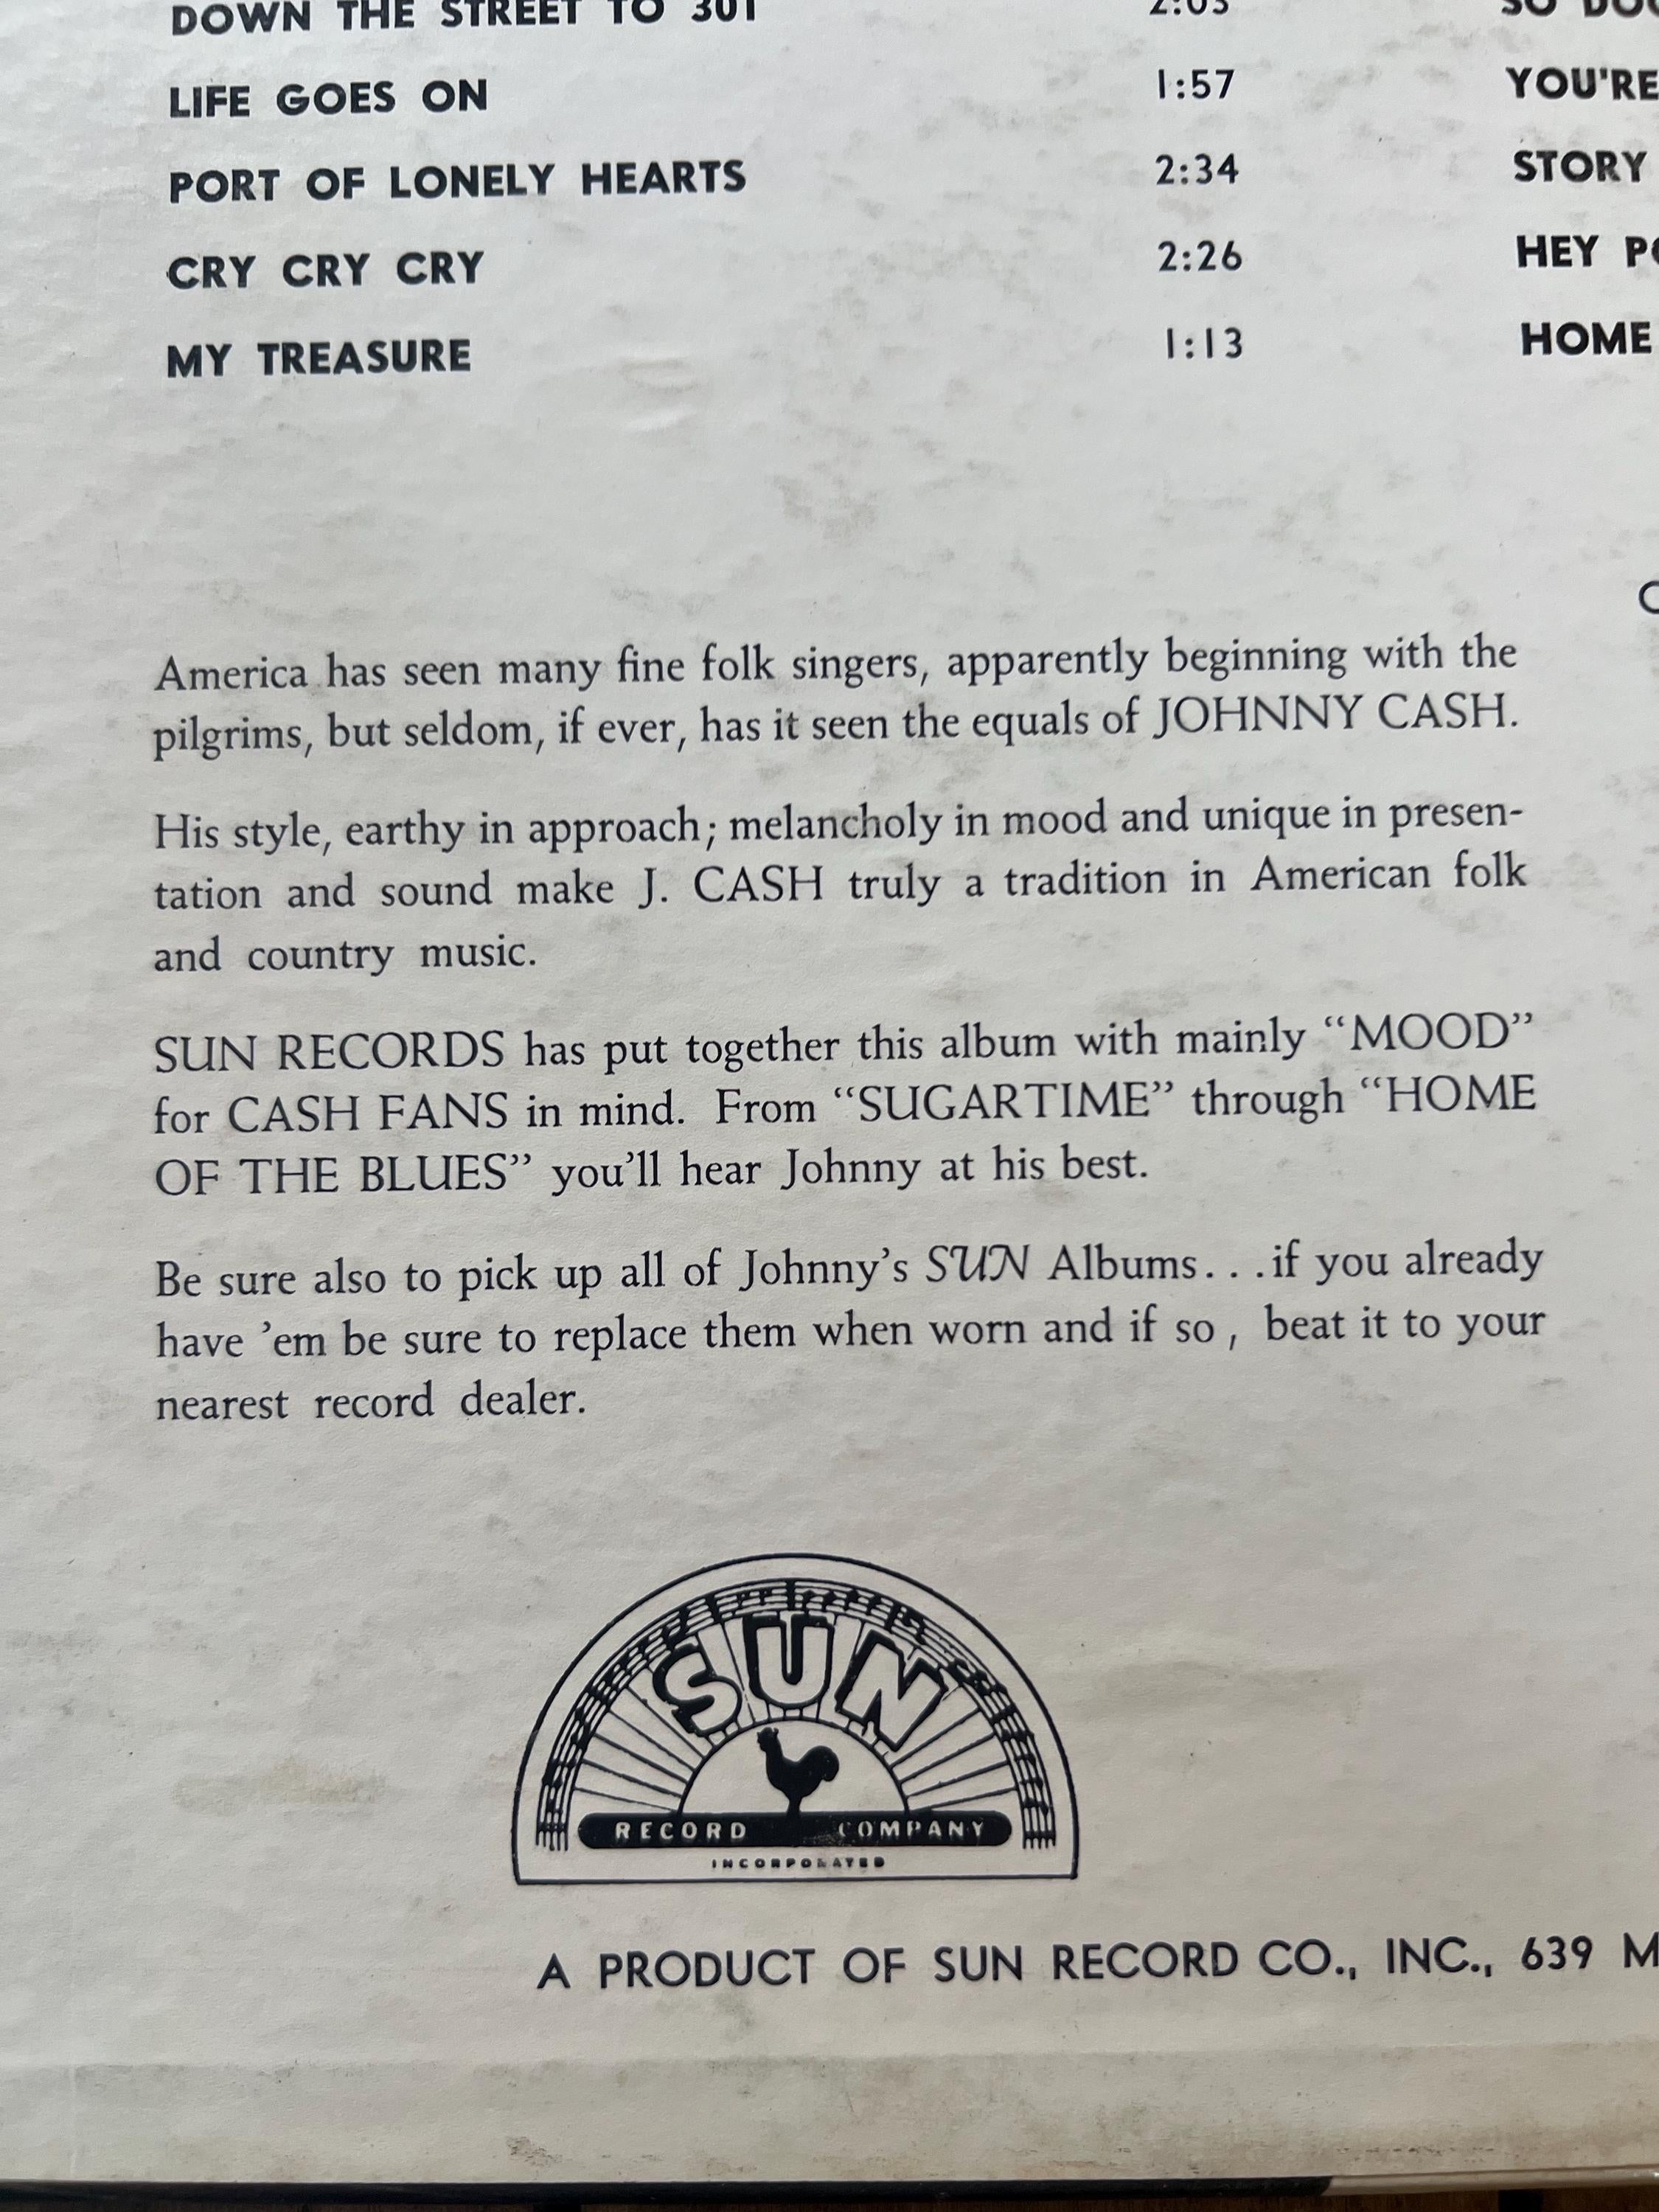 DOWN THE STREET TO 301 2:03 SO
LIFE GOES ON 1:57 YOU'RE
PORT OF LONELY HEARTS 2:34 STORY
CRY CRY CRY 2:26 HEY
MY TREASURE 1:13 HOME
America has seen many fine folk singers, apparently beginning with the
pilgrims, but seldom, if ever, has it seen the equals of JOHNNY CASH.
His style, earthy in approach; melancholy in mood and unique in presen-
tation and sound make J. CASH truly a tradition in American folk
and country music.
SUN RECORDS has put together this album with mainly “MOOD”
for CASH FANS in mind. From “SUGARTIME” through “HOME
OF THE BLUES” you’ll hear Johnny at his best.
Be sure also to pick up all of Johnny’s SUN Albums. . .if you already
have ’em be sure to replace them when worn and if so , beat it to your
nearest record dealer.
SUN
RECORD COMPANY
INCORPORATED
A PRODUCT OF SUN RECORD CO., INC., 639 M